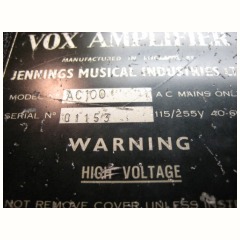 VOX AMPLIFIER
MANUFACTURED IN ENGLAND BY
JENNINGS MUSICAL INDUSTRIES
MODEL AC100 A C MAINS ONLY
SERIAL Nº 01153 115/255V 40-6
WARNING
HIGH VOLTAGE
NOT REMOVE COVER, UNLESS INST